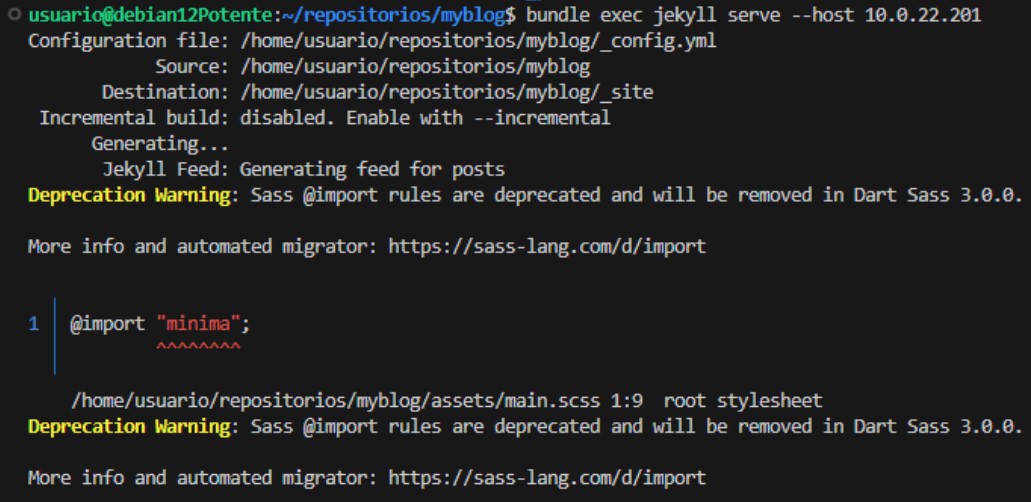 usuario@debian12Potente:~/repositorios/myblog$ bundle exec jekyll serve --host 10.0.22.201
Configuration file: /home/usuario/repositorios/myblog/_config.yml
Source: /home/usuario/repositorios/myblog
Destination: /home/usuario/repositorios/myblog/_site
Incremental build: disabled. Enable with --incremental
Generating...
Jekyll Feed: Generating feed for posts
Deprecation Warning: Sass @import rules are deprecated and will be removed in Dart Sass 3.0.0.
More info and automated migrator: https://sass-lang.com/d/import
1 │ @import "minima";
^^^^^^^^
/home/usuario/repositorios/myblog/assets/main.scss 1:9  root stylesheet
Deprecation Warning: Sass @import rules are deprecated and will be removed in Dart Sass 3.0.0.
More info and automated migrator: https://sass-lang.com/d/import